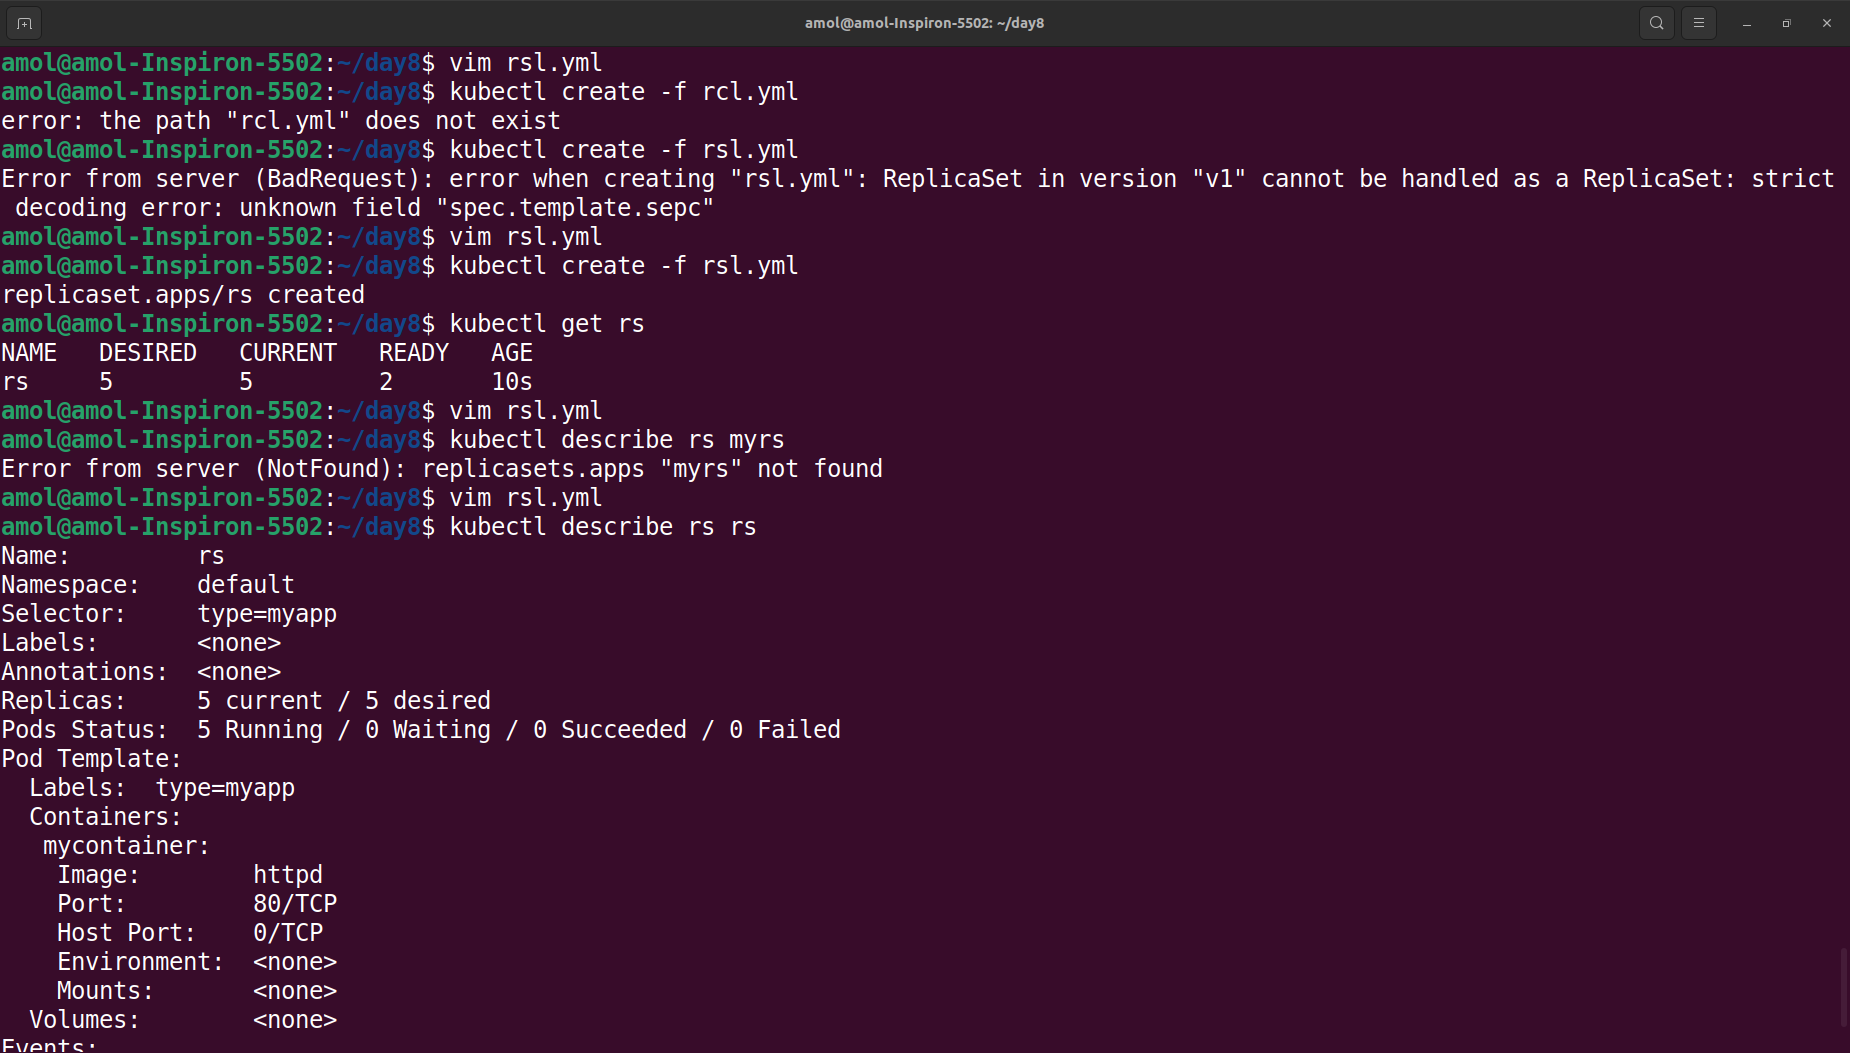 amol@amol-Inspiron-5502: ~/day8
amol@amol-Inspiron-5502:~/day8$ vim rsl.yml
amol@amol-Inspiron-5502:~/day8$ kubectl create -f rcl.yml
error: the path "rcl.yml" does not exist
amol@amol-Inspiron-5502:~/day8$ kubectl create -f rsl.yml
Error from server (BadRequest): error when creating "rsl.yml": ReplicaSet in version "v1" cannot be handled as a ReplicaSet: strict
 decoding error: unknown field "spec.template.sepc"
amol@amol-Inspiron-5502:~/day8$ vim rsl.yml
amol@amol-Inspiron-5502:~/day8$ kubectl create -f rsl.yml
replicaset.apps/rs created
amol@amol-Inspiron-5502:~/day8$ kubectl get rs
NAME   DESIRED   CURRENT   READY   AGE
rs     5         5         2       10s
amol@amol-Inspiron-5502:~/day8$ vim rsl.yml
amol@amol-Inspiron-5502:~/day8$ kubectl describe rs myrs
Error from server (NotFound): replicasets.apps "myrs" not found
amol@amol-Inspiron-5502:~/day8$ vim rsl.yml
amol@amol-Inspiron-5502:~/day8$ kubectl describe rs rs
Name:         rs
Namespace:    default
Selector:     type=myapp
Labels:       <none>
Annotations:  <none>
Replicas:     5 current / 5 desired
Pods Status:  5 Running / 0 Waiting / 0 Succeeded / 0 Failed
Pod Template:
  Labels:  type=myapp
  Containers:
   mycontainer:
    Image:        httpd
    Port:         80/TCP
    Host Port:    0/TCP
    Environment:  <none>
    Mounts:       <none>
  Volumes:        <none>
Events: